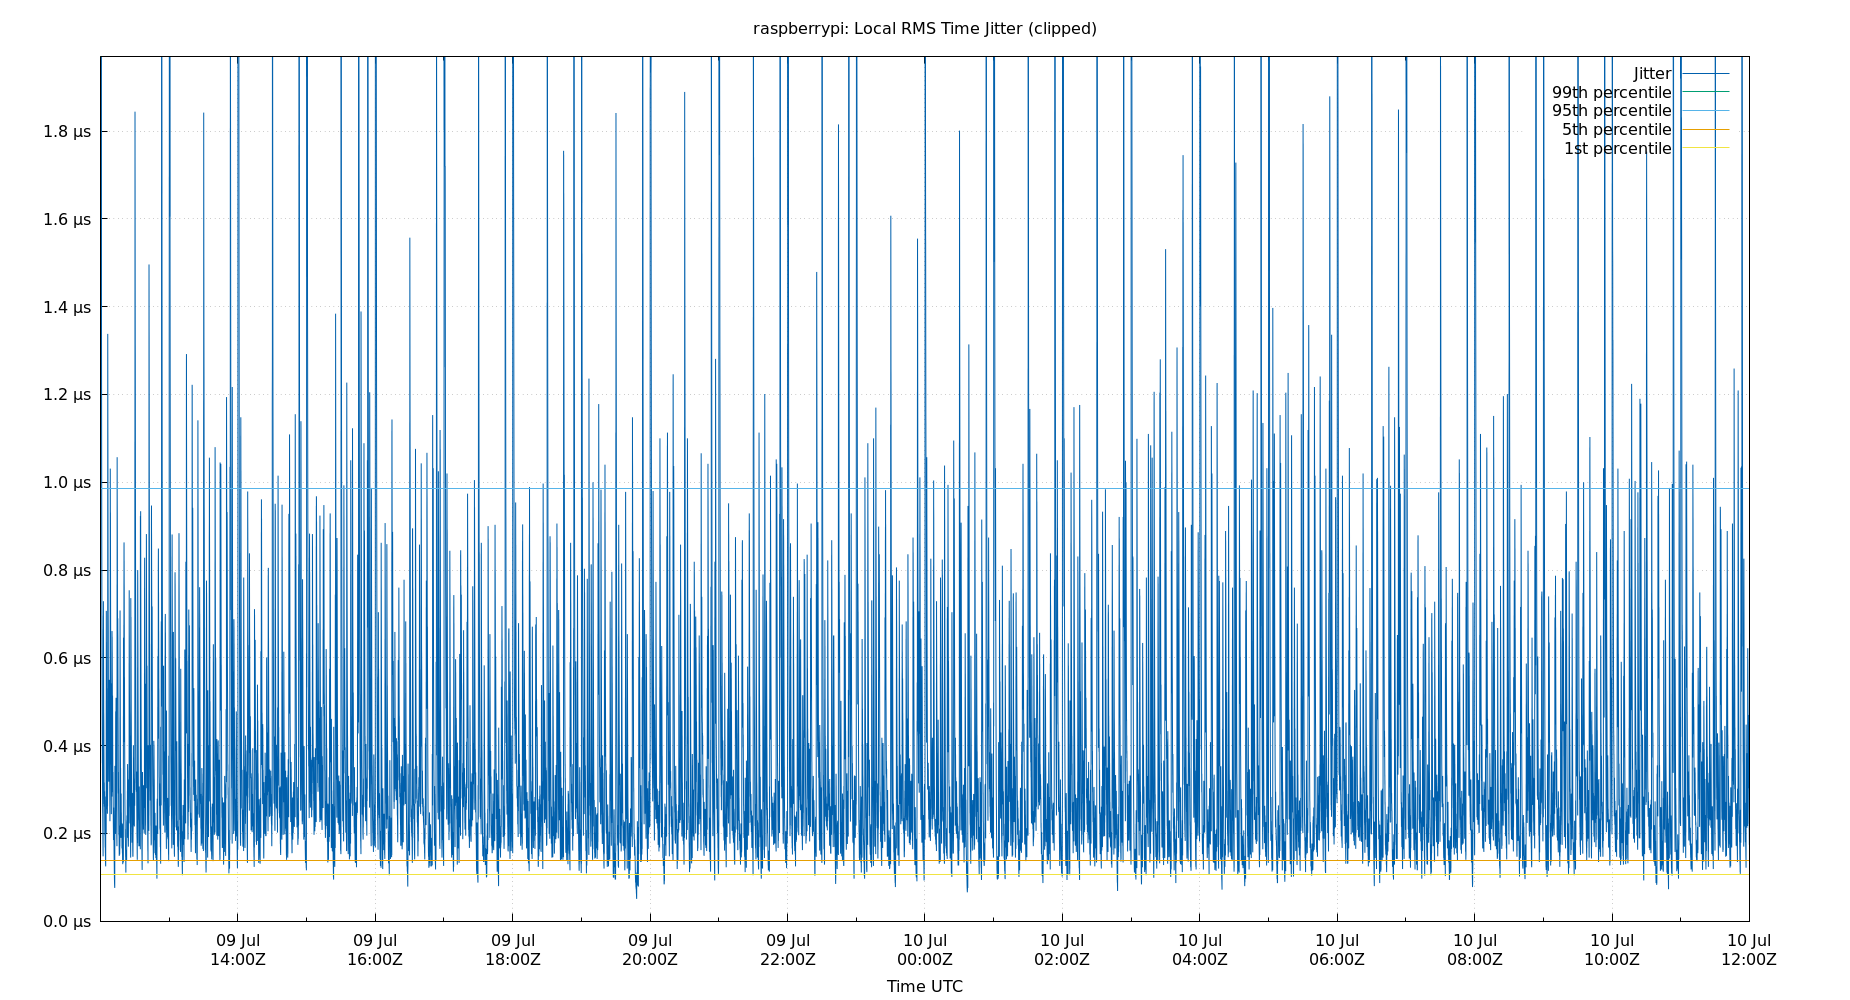 raspberrypi: Local RMS Time Jitter (clipped)
Jitter
99th percentile
95th percentile
5th percentile
1st percentile
1.8 µs
1.6 µs
1.4 µs
1.2 µs
1.0 µs
0.8 µs
0.6 µs
0.4 µs
0.2 µs
0.0 µs
09 Jul 09 Jul 09 Jul 09 Jul 09 Jul 10 Jul 10 Jul 10 Jul 10 Jul 10 Jul 10 Jul 10 Jul
14:00Z 16:00Z 18:00Z 20:00Z 22:00Z 00:00Z 02:00Z 04:00Z 06:00Z 08:00Z 10:00Z 12:00Z
Time UTC